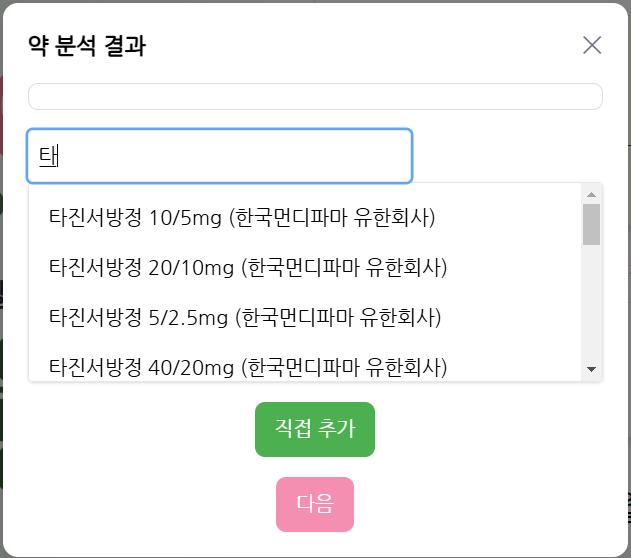 약 분석 결과
태
타진서방정 10/5mg (한국먼디파마 유한회사)
타진서방정 20/10mg (한국먼디파마 유한회사)
타진서방정 5/2.5mg (한국먼디파마 유한회사)
타진서방정 40/20mg (한국먼디파마 유한회사)
직접 추가
다음